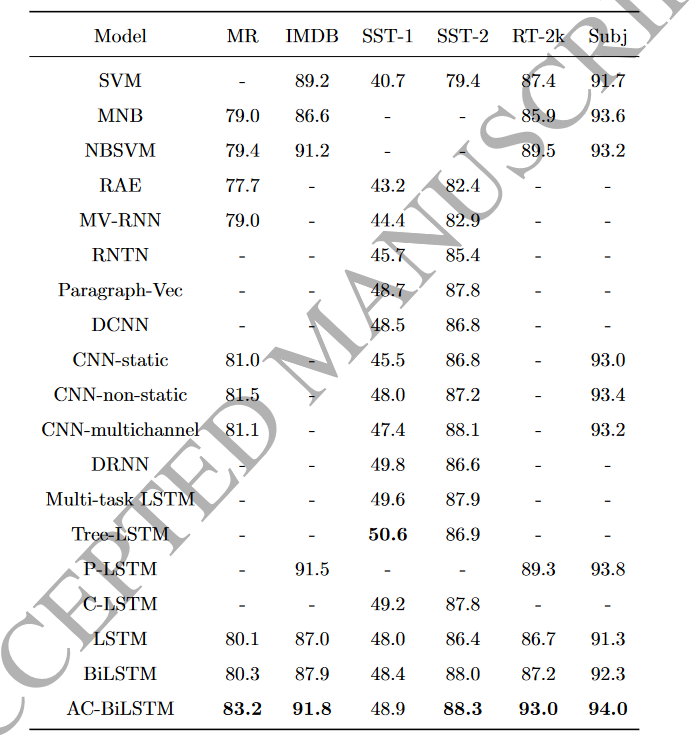 Model MR IMDB SST-1 SST-2 RT-2k Subj
SVM - 89.2 40.7 79.4 87.4 91.7
MNB 79.0 86.6 - - 85.9 93.6
NBSVM 79.4 91.2 - - 89.5 93.2
RAE 77.7 - 43.2 82.4 - -
MV-RNN 79.0 - 44.4 82.9 - -
RNTN - - 45.7 85.4 - -
Paragraph-Vec - - 48.7 87.8 - -
DCNN - - 48.5 86.8 - -
CNN-static 81.0 - 45.5 86.8 - 93.0
CNN-non-static 81.5 - 48.0 87.2 - 93.4
CNN-multichannel 81.1 - 47.4 88.1 - 93.2
DRNN - - 49.8 86.6 - -
Multi-task LSTM - - 49.6 87.9 - -
Tree-LSTM - - 50.6 86.9 - -
P-LSTM - 91.5 - - 89.3 93.8
C-LSTM - - 49.2 87.8 - -
LSTM 80.1 87.0 48.0 86.4 86.7 91.3
BiLSTM 80.3 87.9 48.4 88.0 87.2 92.3
AC-BiLSTM 83.2 91.8 48.9 88.3 93.0 94.0
CCEPTED MANUSCRI